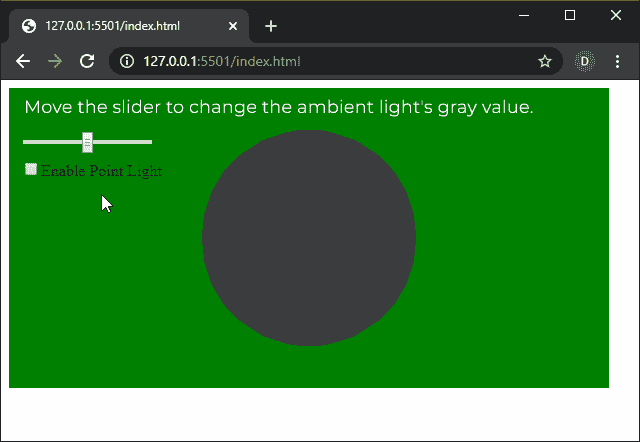 127.0.0.1:5501/index.html
127.0.0.1:5501/index.html
D
Move the slider to change the ambient light's gray value.
Enable Point Light